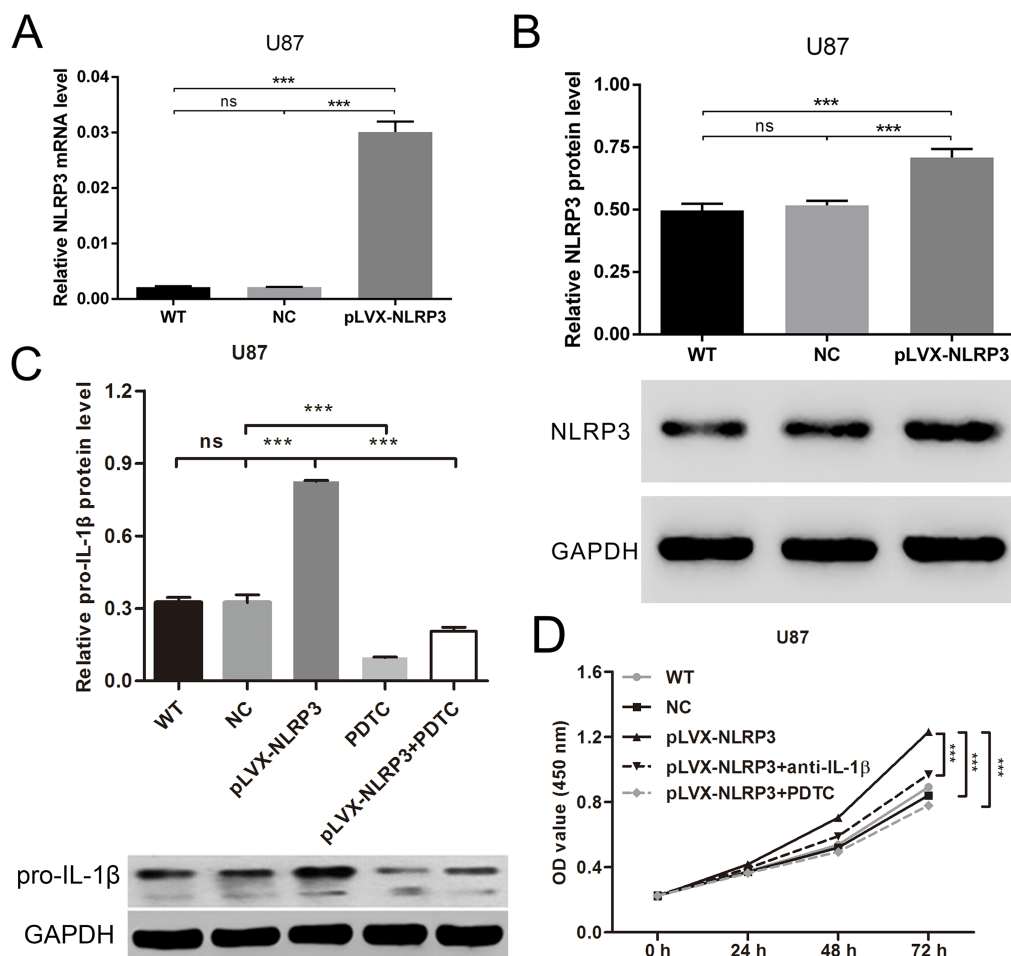 A
U87
Relative NLRP3 mRNA level
0.04
0.03
0.02
0.01
0.00
***
ns
***
WT
NC
pLVX-NLRP3
B
U87
Relative NLRP3 protein level
1.00
0.75
0.50
0.25
0.00
***
ns
***
WT
NC
pLVX-NLRP3
NLRP3
GAPDH
C
U87
Relative pro-IL-1β protein level
1.2
0.9
0.6
0.3
0.0
***
ns
***
***
WT
NC
pLVX-NLRP3
PDTC
pLVX-NLRP3+PDTC
pro-IL-1β
GAPDH
D
U87
OD value (450 nm)
1.6
1.2
0.8
0.4
0.0
WT
NC
pLVX-NLRP3
pLVX-NLRP3+anti-IL-1β
pLVX-NLRP3+PDTC
***
***
***
0 h
24 h
48 h
72 h